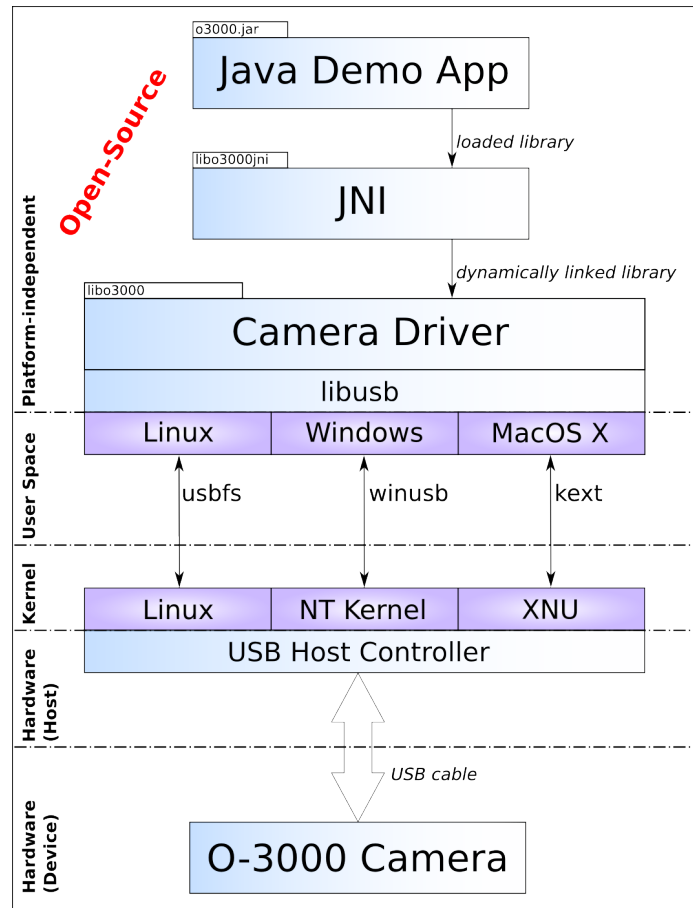 o3000.jar
Java Demo App
Open-Source
loaded library
libo3000jni
JNI
Platform-independent
dynamically linked library
libo3000
Camera Driver
libusb
Linux Windows MacOS X
User Space
usbfs winusb kext
Kernel
Linux NT Kernel XNU
USB Host Controller
Hardware
(Host)
USB cable
Hardware
(Device)
O-3000 Camera